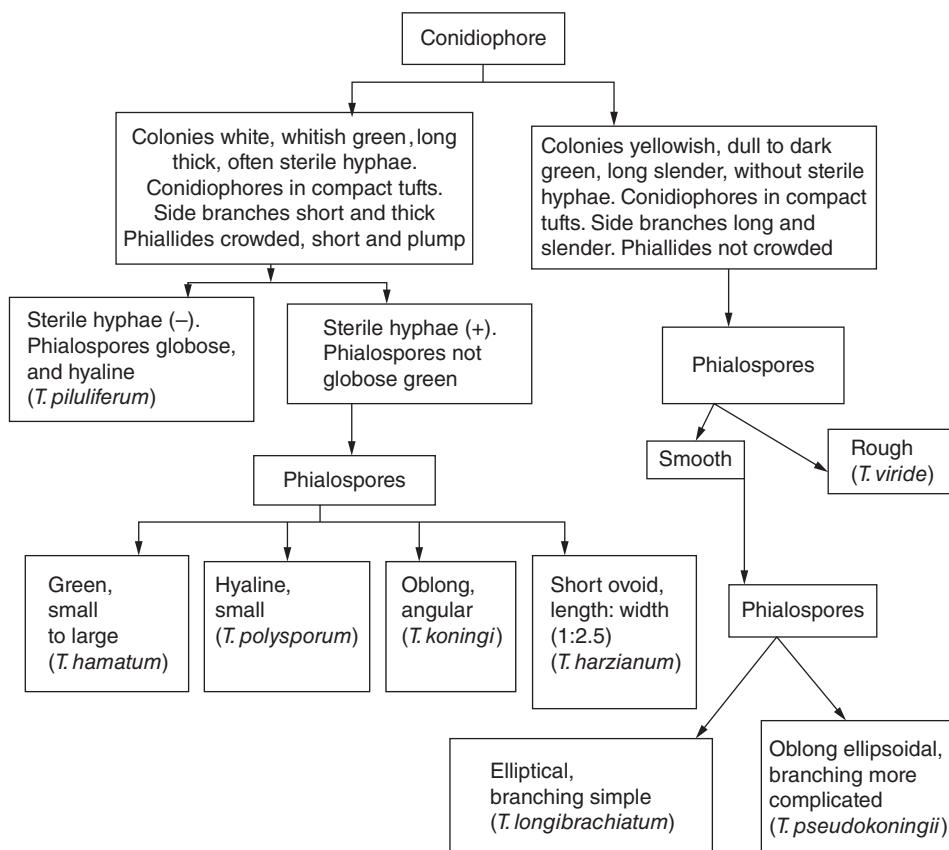 Conidiophore
Colonies white, whitish green, long
thick, often sterile hyphae.
Conidiophores in compact tufts.
Side branches short and thick
Phiallides crowded, short and plump
Colonies yellowish, dull to dark
green, long slender, without sterile
hyphae. Conidiophores in compact
tufts. Side branches long and
slender. Phiallides not crowded
Sterile hyphae (–).
Phialospores globose,
and hyaline
(T. piluliferum)
Sterile hyphae (+).
Phialospores not
globose green
Phialospores
Smooth
Rough
(T. viride)
Phialospores
Green,
small
to large
(T. hamatum)
Hyaline,
small
(T. polysporum)
Oblong,
angular
(T. koningi)
Short ovoid,
length: width
(1:2.5)
(T. harzianum)
Phialospores
Elliptical,
branching simple
(T. longibrachiatum)
Oblong ellipsoidal,
branching more
complicated
(T. pseudokoningii)